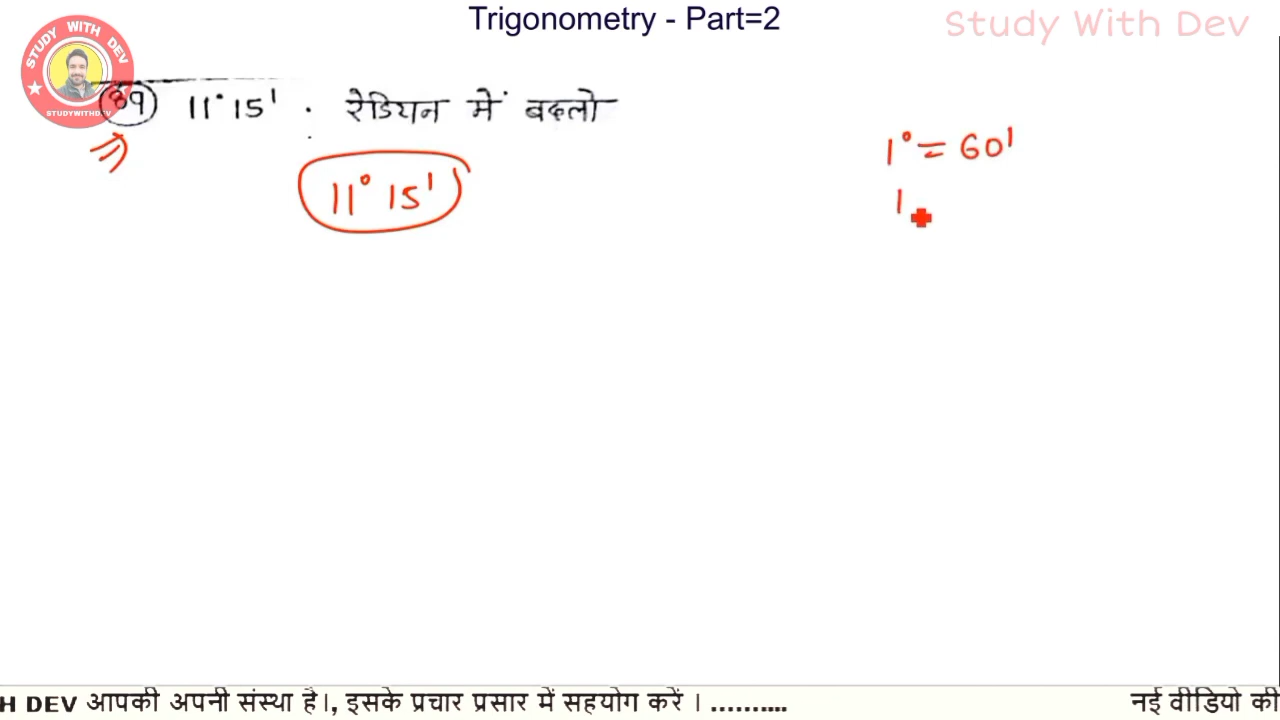 Trigonometry - Part=2
Study With Dev
STUDY WITH DEV
STUDYWITHDEV
89 11°15' . रेडियन में बदलो
⇒ 11° 15'
1° = 60'
1
H DEV आपकी अपनी संस्था है।, इसके प्रचार प्रसार में सहयोग करें । .......... नई वीडियो की